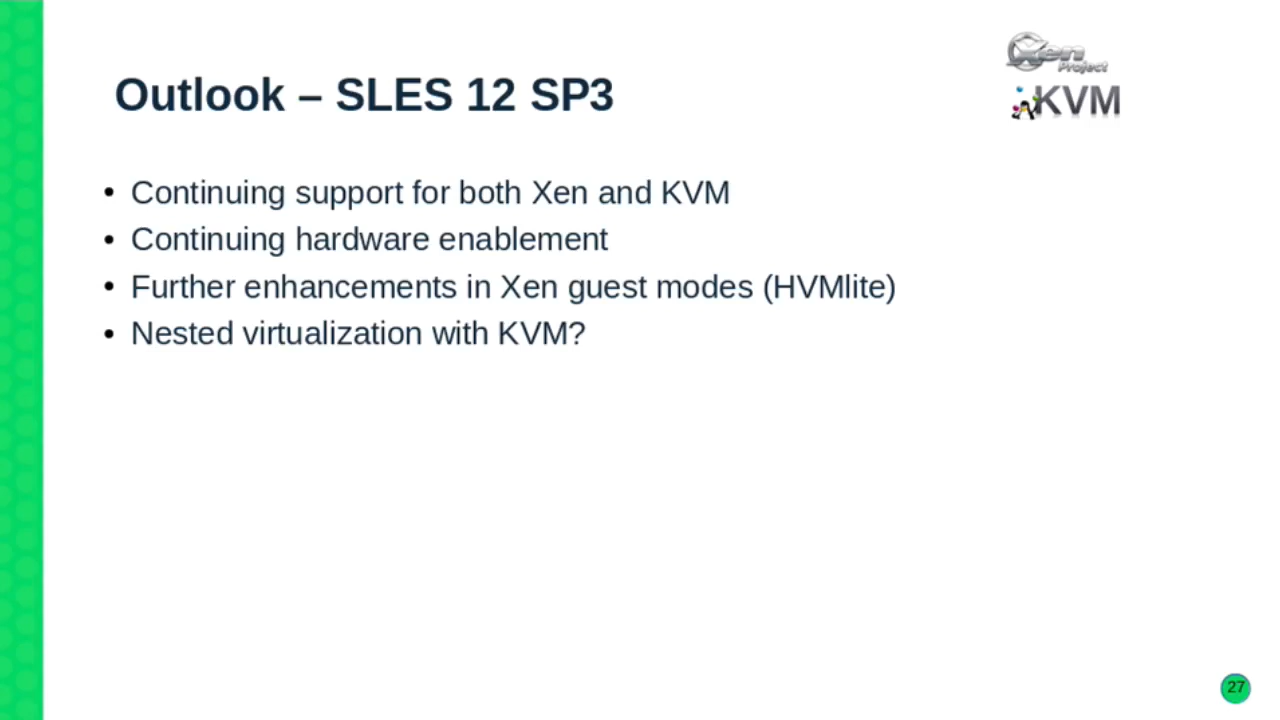 Xen
Project
KVM
Outlook – SLES 12 SP3
• Continuing support for both Xen and KVM
• Continuing hardware enablement
• Further enhancements in Xen guest modes (HVMlite)
• Nested virtualization with KVM?
27